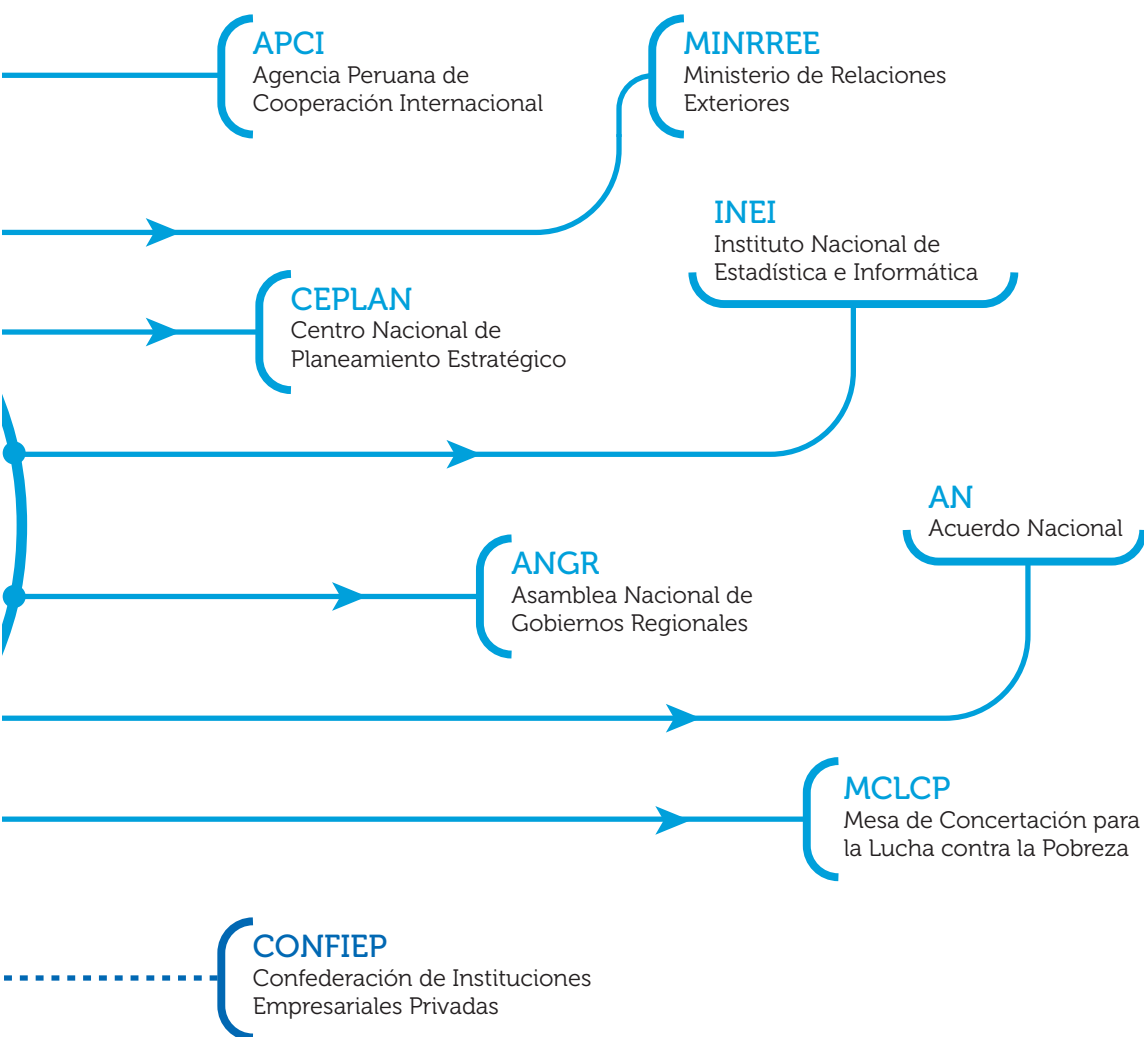 APCI
Agencia Peruana de
Cooperación Internacional
MINRREE
Ministerio de Relaciones
Exteriores
INEI
Instituto Nacional de
Estadística e Informática
CEPLAN
Centro Nacional de
Planeamiento Estratégico
AN
Acuerdo Nacional
ANGR
Asamblea Nacional de
Gobiernos Regionales
MCLCP
Mesa de Concertación para
la Lucha contra la Pobreza
CONFIEP
Confederación de Instituciones
Empresariales Privadas